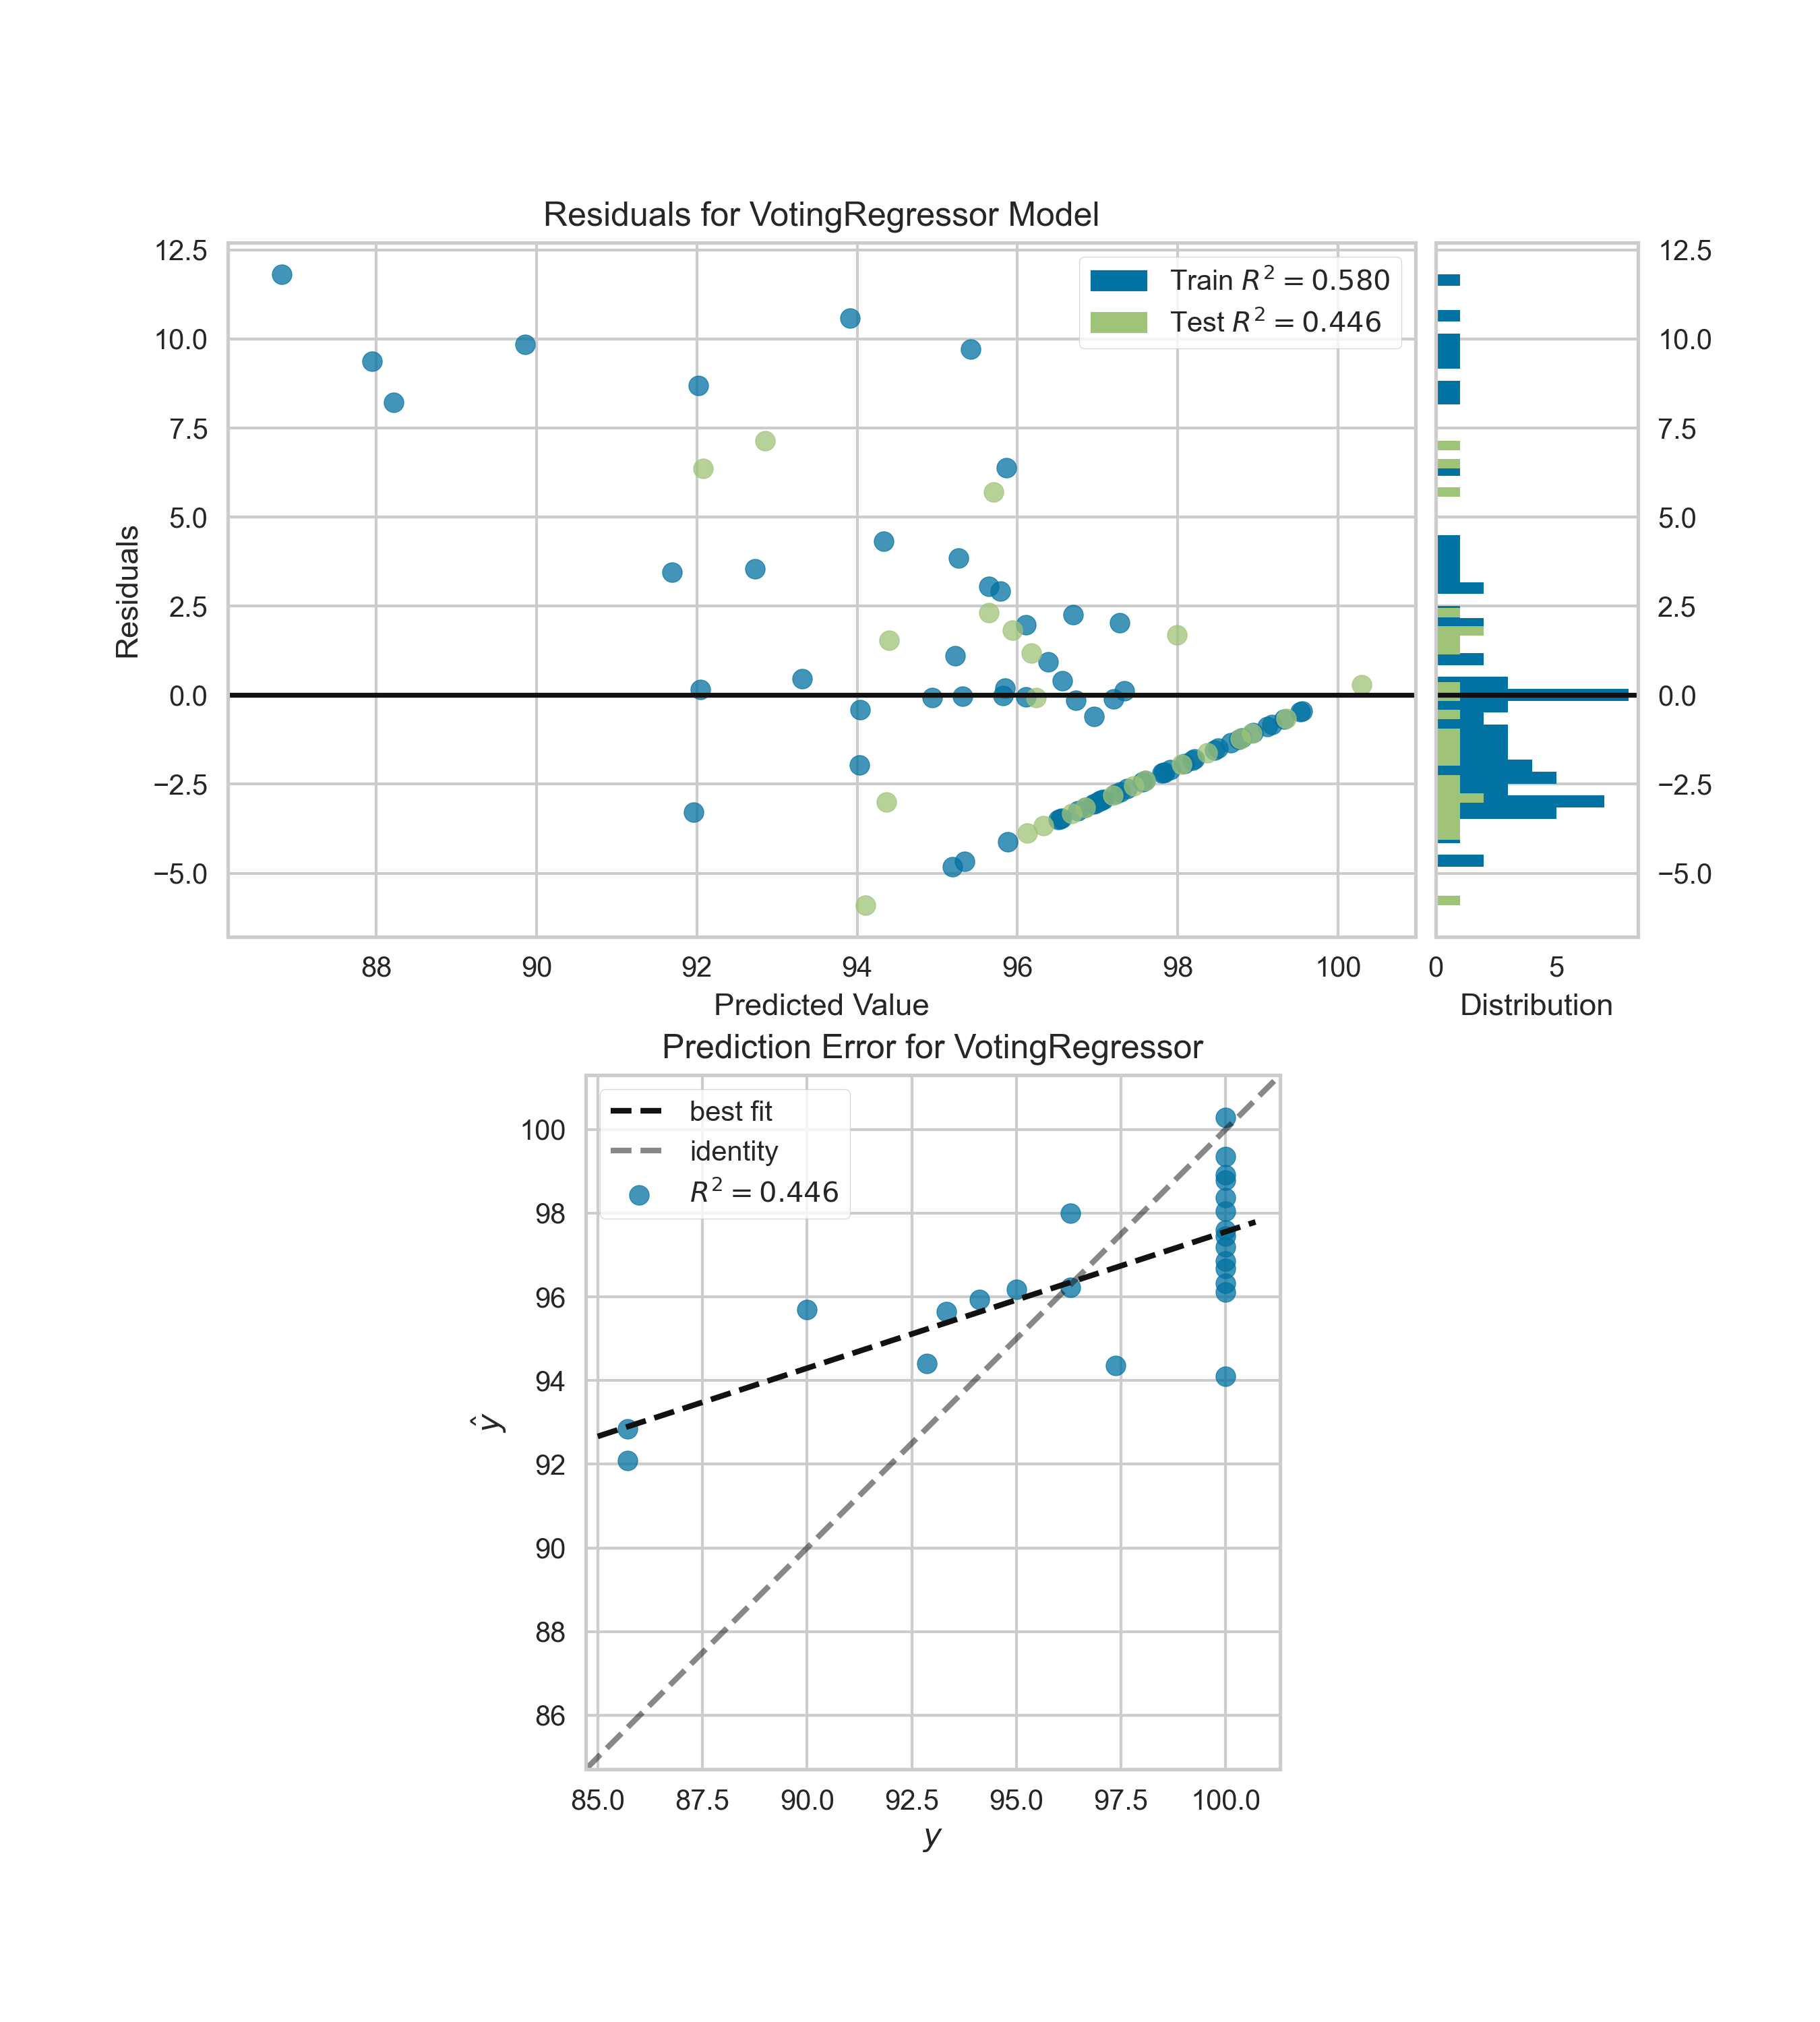 Residuals for VotingRegressor Model
12.5
10.0
7.5
5.0
2.5
0.0
−2.5
−5.0
Residuals
Train R² = 0.580
Test R² = 0.446
88 90 92 94 96 98 100
Predicted Value
12.5
10.0
7.5
5.0
2.5
0.0
−2.5
−5.0
0 5
Distribution
Prediction Error for VotingRegressor
best fit
identity
R² = 0.446
100
98
96
94
92
90
88
86
ŷ
85.0 87.5 90.0 92.5 95.0 97.5 100.0
y